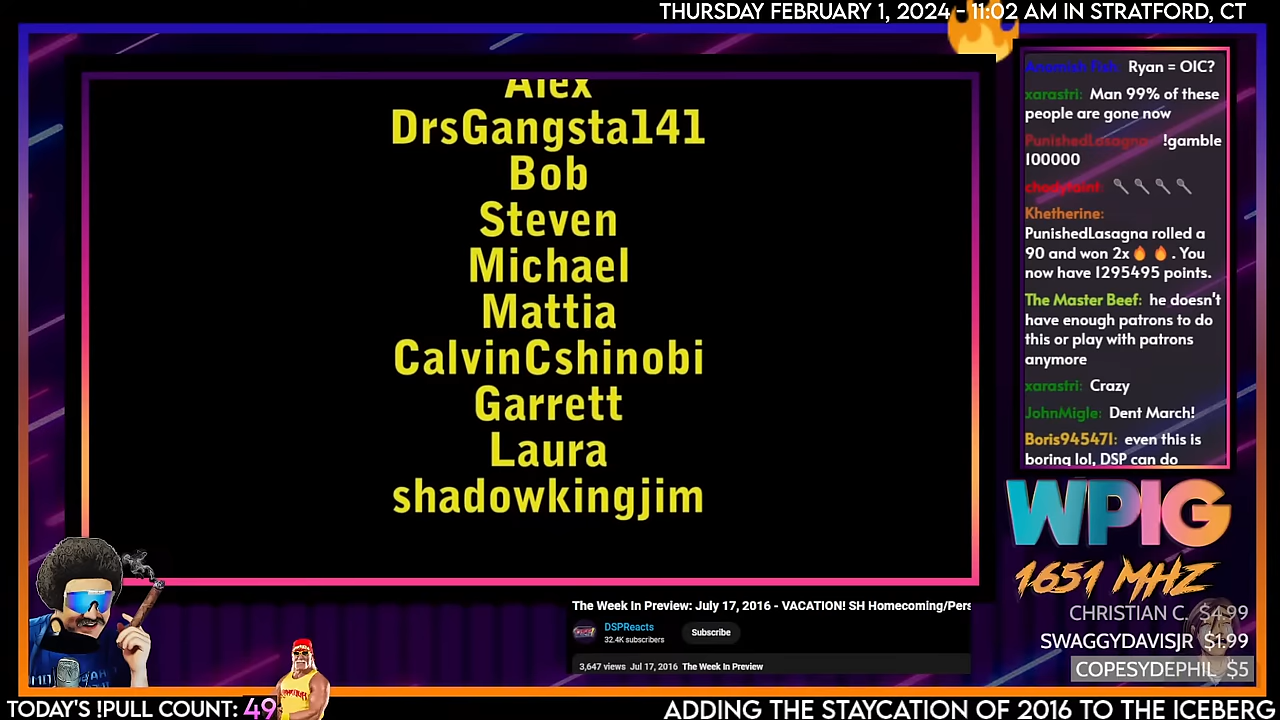 THURSDAY FEBRUARY 1, 2024 - 11:02 AM IN STRATFORD, CT
Alex
DrsGangsta141
Bob
Steven
Michael
Mattia
CalvinCshinobi
Garrett
Laura
shadowkingjim
Ryan = OIC?
xarastri: Man 99% of these
people are gone now
PunishedLasagna: !gamble
100000
chodytaint:
Khetherine:
PunishedLasagna rolled a
90 and won 2x🔥 🔥. You
now have 1295495 points.
The Master Beef: he doesn't
have enough patrons to do
this or play with patrons
anymore
xarastri: Crazy
JohnMigle: Dent March!
Boris945471: even this is
boring lol, DSP can do
WPIG
1651 MHZ
CHRISTIAN C. $4.99
SWAGGYDAVISJR $1.99
COPESYDEPHIL $5
The Week In Preview: July 17, 2016 - VACATION! SH Homecoming/Pers
DSPReacts
32.4K subscribers
Subscribe
3,647 views Jul 17, 2016 The Week In Preview
TODAY'S !PULL COUNT: 49
ADDING THE STAYCATION OF 2016 TO THE ICEBERG